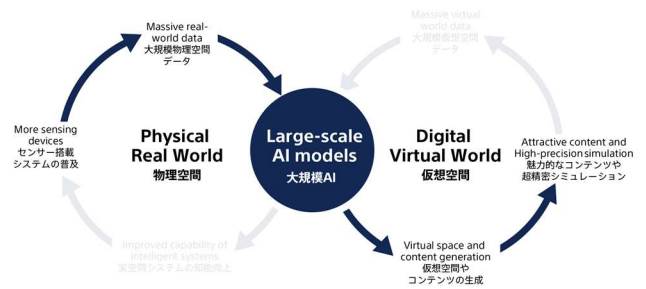 Massive real-
world data
大規模物理空間
データ
Massive virtual
world data
大規模仮想空間
データ
More sensing
devices
センサー搭載
システムの普及
Physical
Real World
物理空間
Large-scale
AI models
大規模AI
Digital
Virtual World
仮想空間
Attractive content and
High-precision simulation
魅力的なコンテンツや
超精密シミュレーション
Improved capability of
intelligent systems
実空間システムの知能向上
Virtual space and
content generation
仮想空間や
コンテンツの生成